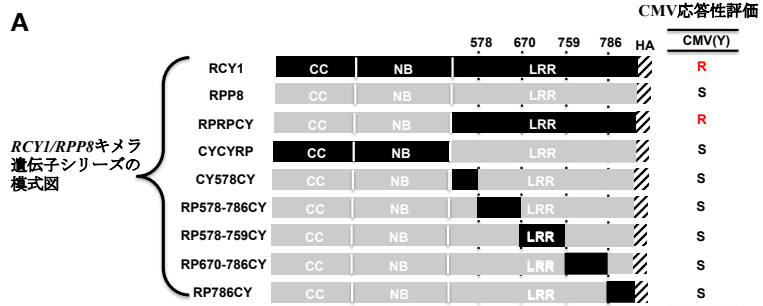 CMV応答性評価
A
578 670 759 786 HA CMV(Y)
RCY1 CC NB LRR R
RPP8 CC NB LRR S
RPRPCY CC NB LRR R
RCY1/RPP8キメラ
遺伝子シリーズの
模式図
CYCYRP CC NB LRR S
CY578CY CC NB LRR S
RP578-786CY CC NB LRR S
RP578-759CY CC NB LRR S
RP670-786CY CC NB LRR S
RP786CY CC NB LRR S